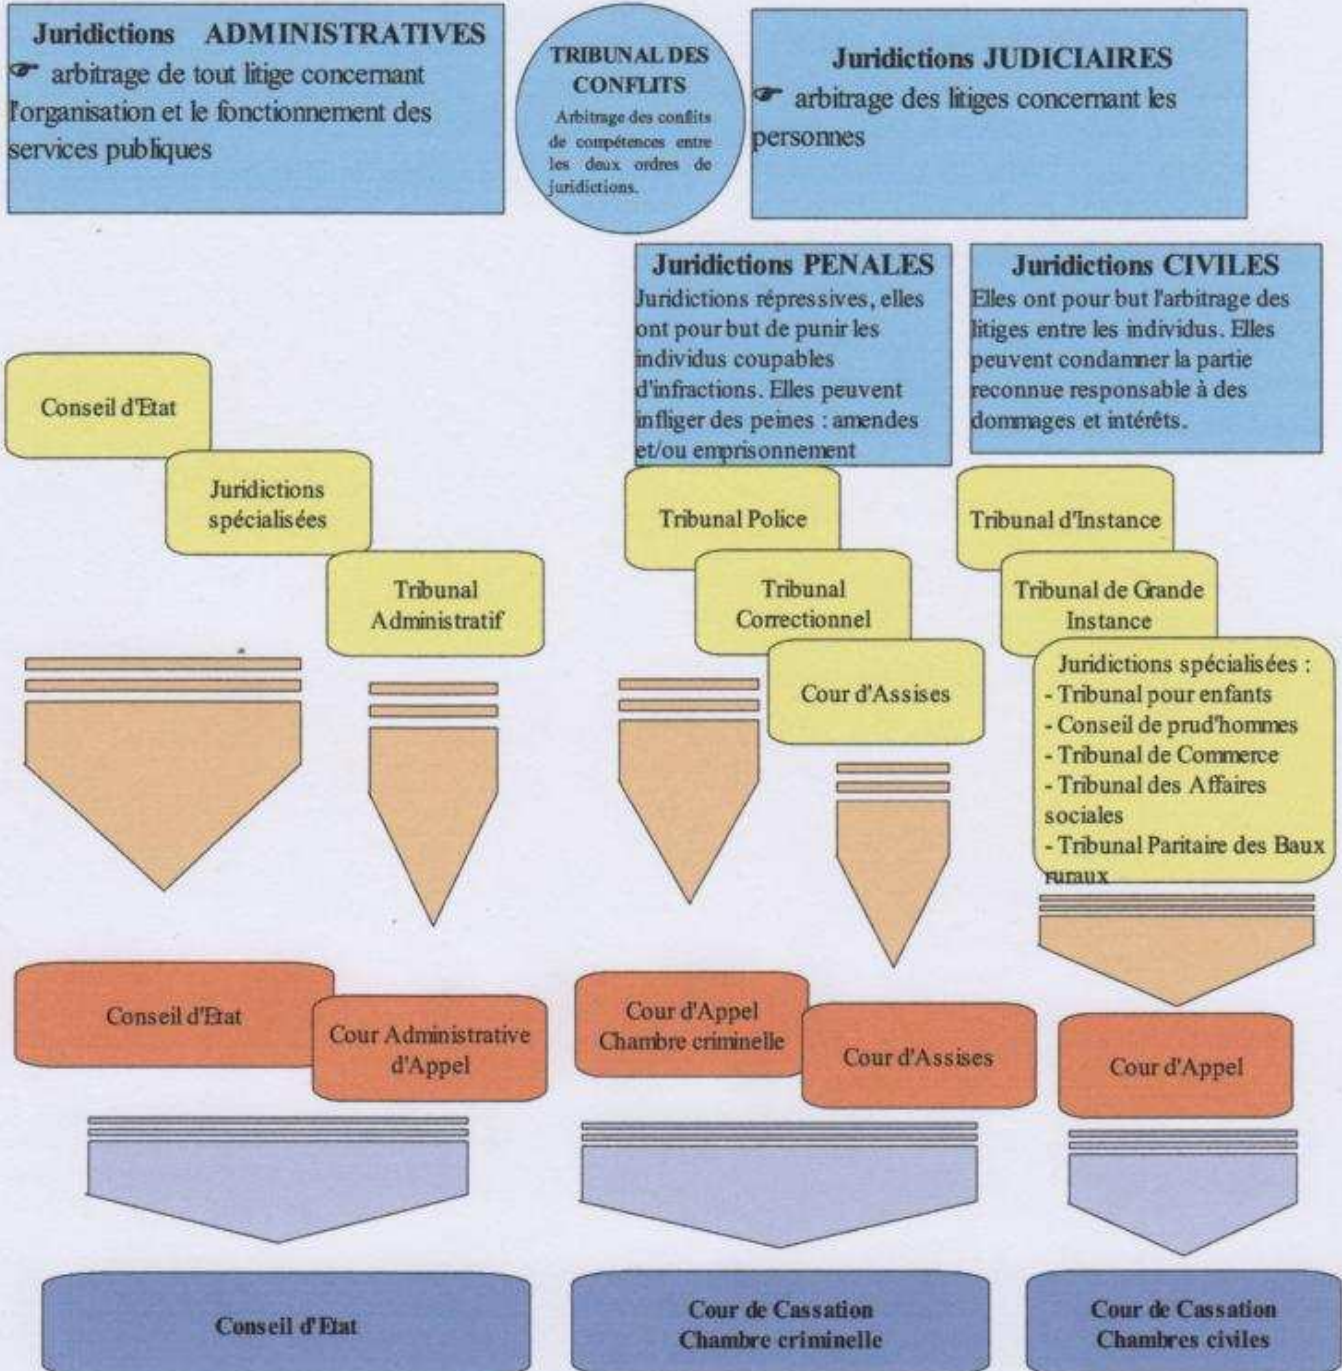 Juridictions ADMINISTRATIVES
☞ arbitrage de tout litige concernant
l'organisation et le fonctionnement des
services publiques
TRIBUNAL DES
CONFLITS
Arbitrage des conflits
de compétences entre
les deux ordres de
juridictions.
Juridictions JUDICIAIRES
☞ arbitrage des litiges concernant les
personnes
Juridictions PENALES
Juridictions répressives, elles
ont pour but de punir les
individus coupables
d'infractions. Elles peuvent
infliger des peines : amendes
et/ou emprisonnement
Juridictions CIVILES
Elles ont pour but l'arbitrage des
litiges entre les individus. Elles
peuvent condamner la partie
reconnue responsable à des
dommages et intérêts.
Conseil d'Etat
Juridictions
spécialisées
Tribunal
Administratif
Tribunal Police
Tribunal
Correctionnel
Cour d'Assises
Tribunal d'Instance
Tribunal de Grande
Instance
Juridictions spécialisées :
- Tribunal pour enfants
- Conseil de prud'hommes
- Tribunal de Commerce
- Tribunal des Affaires
sociales
- Tribunal Paritaire des Baux
ruraux
Conseil d'Etat
Cour Administrative
d'Appel
Cour d'Appel
Chambre criminelle
Cour d'Assises
Cour d'Appel
Conseil d'Etat
Cour de Cassation
Chambre criminelle
Cour de Cassation
Chambres civiles